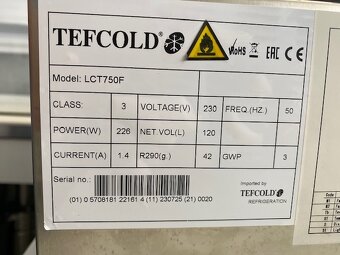 TEFCOLD® RoHS EAC CE
Model: LCT750F
CLASS: 3 VOLTAGE(V) 230 FREQ.(HZ.) 50
POWER(W) 226 NET.VOL(L) 120
CURRENT(A) 1.4 R290(g.) 42 GWP 3
Serial no.:
Imported by
TEFCOLD
REFRIGERATION
(01) 0 5708181 22161 4 (11) 230725 (21) 0020